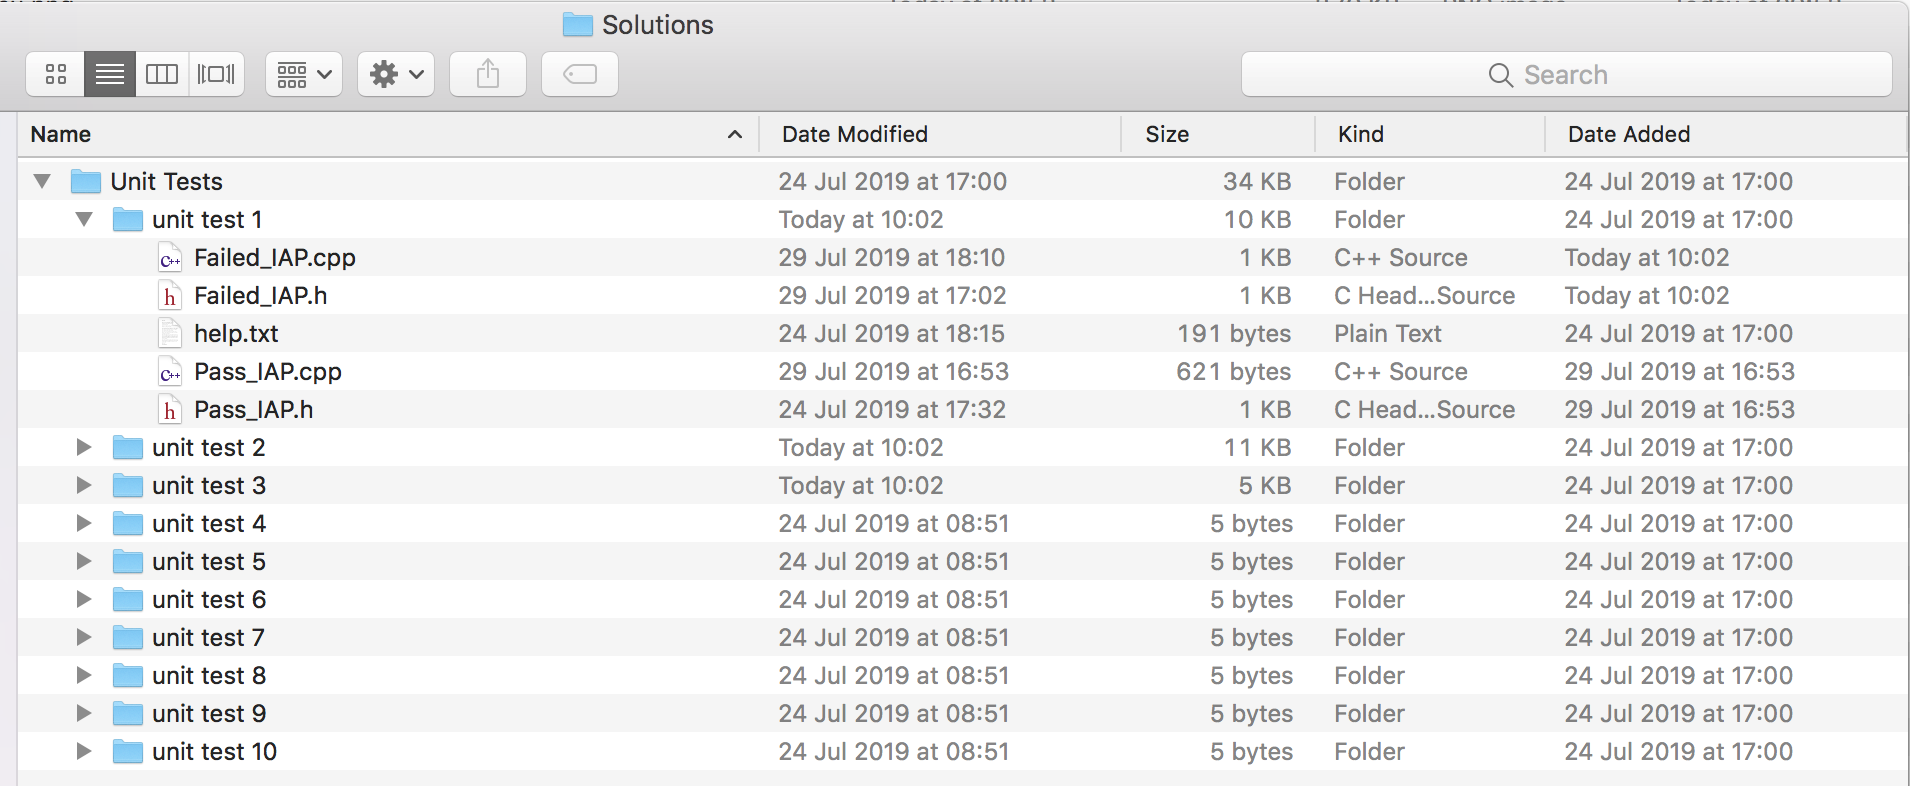 Solutions
Search
Name Date Modified Size Kind Date Added
Unit Tests 24 Jul 2019 at 17:00 34 KB Folder 24 Jul 2019 at 17:00
unit test 1 Today at 10:02 10 KB Folder 24 Jul 2019 at 17:00
C++ Failed_IAP.cpp 29 Jul 2019 at 18:10 1 KB C++ Source Today at 10:02
h Failed_IAP.h 29 Jul 2019 at 17:02 1 KB C Head...Source Today at 10:02
help.txt 24 Jul 2019 at 18:15 191 bytes Plain Text 24 Jul 2019 at 17:00
C++ Pass_IAP.cpp 29 Jul 2019 at 16:53 621 bytes C++ Source 29 Jul 2019 at 16:53
h Pass_IAP.h 24 Jul 2019 at 17:32 1 KB C Head...Source 29 Jul 2019 at 16:53
unit test 2 Today at 10:02 11 KB Folder 24 Jul 2019 at 17:00
unit test 3 Today at 10:02 5 KB Folder 24 Jul 2019 at 17:00
unit test 4 24 Jul 2019 at 08:51 5 bytes Folder 24 Jul 2019 at 17:00
unit test 5 24 Jul 2019 at 08:51 5 bytes Folder 24 Jul 2019 at 17:00
unit test 6 24 Jul 2019 at 08:51 5 bytes Folder 24 Jul 2019 at 17:00
unit test 7 24 Jul 2019 at 08:51 5 bytes Folder 24 Jul 2019 at 17:00
unit test 8 24 Jul 2019 at 08:51 5 bytes Folder 24 Jul 2019 at 17:00
unit test 9 24 Jul 2019 at 08:51 5 bytes Folder 24 Jul 2019 at 17:00
unit test 10 24 Jul 2019 at 08:51 5 bytes Folder 24 Jul 2019 at 17:00